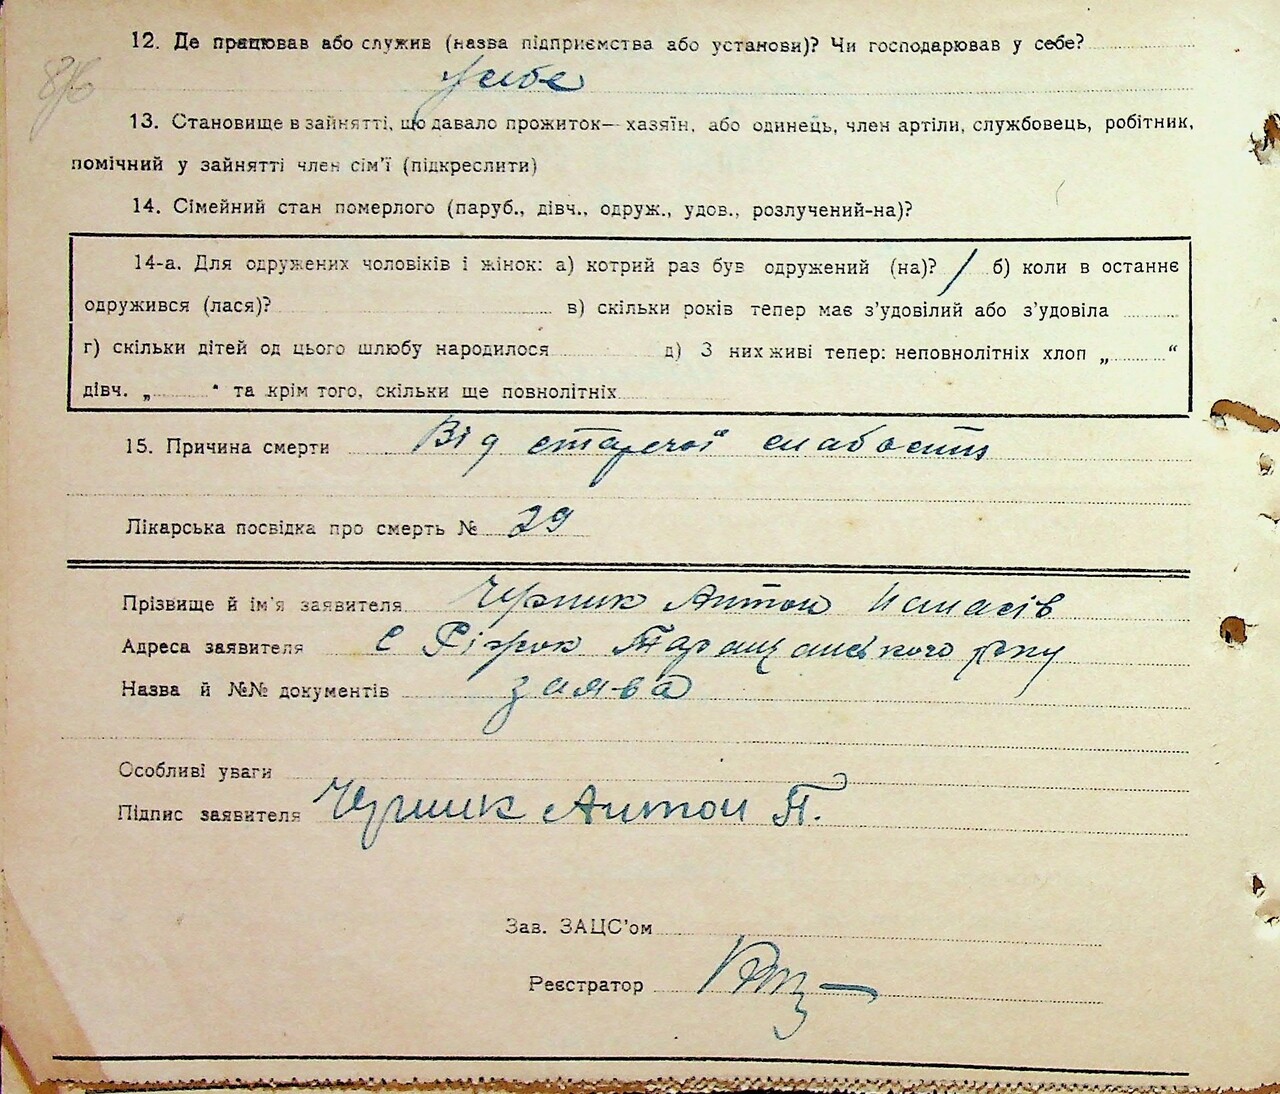 12. Де працював або служив (назва підприємства або установи)? Чи господарював у себе?
у себе
13. Становище в зайнятті, що давало прожиток— хазяїн, або одинець, член артіли, службовець, робітник,
помічний у зайнятті член сім'ї (підкреслити)
14. Сімейний стан померлого (паруб., дівч., одруж., удов., розлучений-на)?
14-а. Для одружених чоловіків і жінок: а) котрий раз був одружений (на)? / б) коли в останнє
одружився (лася)? в) скільки років тепер має з'удовілий або з'удовіла
г) скільки дітей од цього шлюбу народилося д) З них живі тепер: неповнолітніх хлоп „ “
дівч. „ “ та крім того, скільки ще повнолітніх
15. Причина смерти Від старечої слабости
Лікарська посвідка про смерть № 29
Прізвище й ім'я заявителя Антон
Адреса заявителя с Ріжок Таращанського р-ну
Назва й №№ документів заява
Особливі уваги
Підпис заявителя Антон П.
Зав. ЗАЦС'ом
Реєстратор